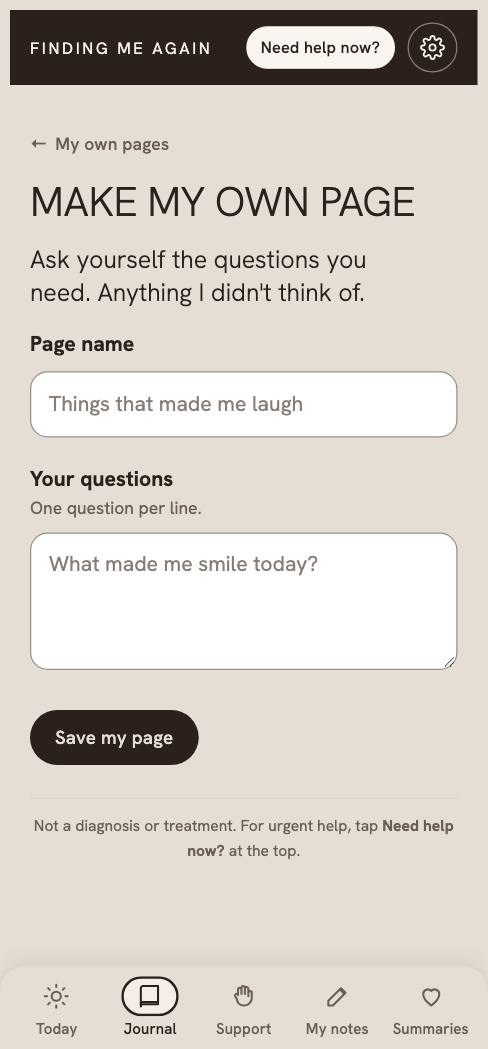 FINDING ME AGAIN
Need help now?
← My own pages
MAKE MY OWN PAGE
Ask yourself the questions you
need. Anything I didn't think of.
Page name
Things that made me laugh
Your questions
One question per line.
What made me smile today?
Save my page
Not a diagnosis or treatment. For urgent help, tap Need help
now? at the top.
Today
Journal
Support
My notes
Summaries